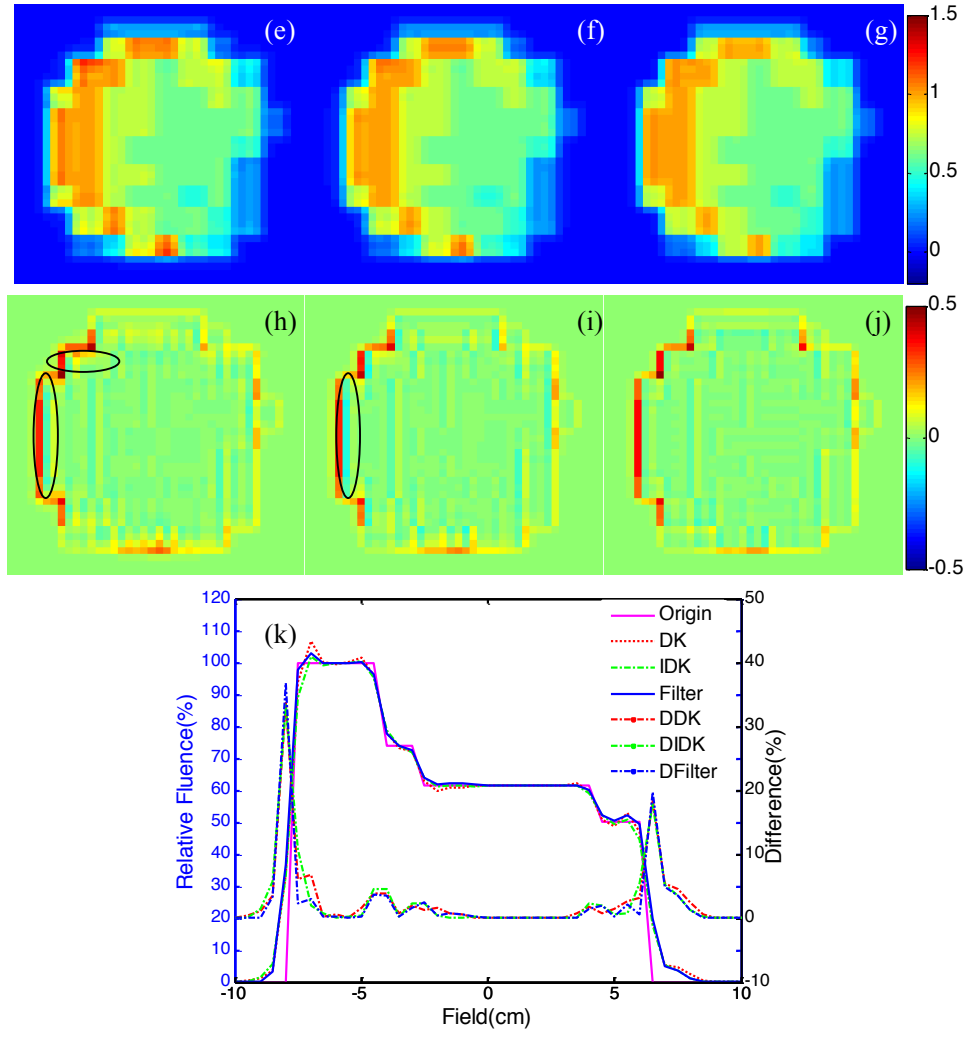 (e)
(f)
(g)
1.5
1
0.5
0
(h)
(i)
(j)
0.5
0
-0.5
(k)
120
110
100
90
80
70
60
50
40
30
20
10
0
Relative Fluence(%)
50
40
30
20
10
0
-10
Difference(%)
Origin
DK
IDK
Filter
DDK
DIDK
DFilter
-10
-5
0
5
10
Field(cm)